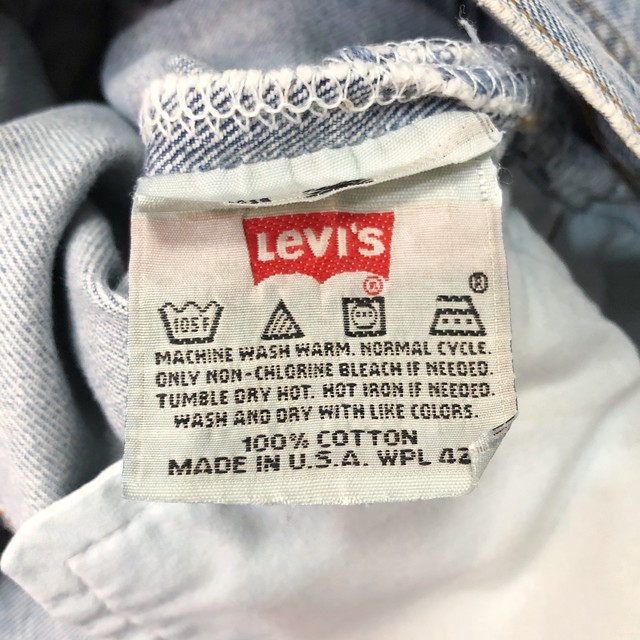 Levi's
®
®
105F
MACHINE WASH WARM. NORMAL CYCLE.
ONLY NON-CHLORINE BLEACH IF NEEDED.
TUMBLE DRY HOT. HOT IRON IF NEEDED.
WASH AND DRY WITH LIKE COLORS.
100% COTTON
MADE IN U.S.A. WPL 42